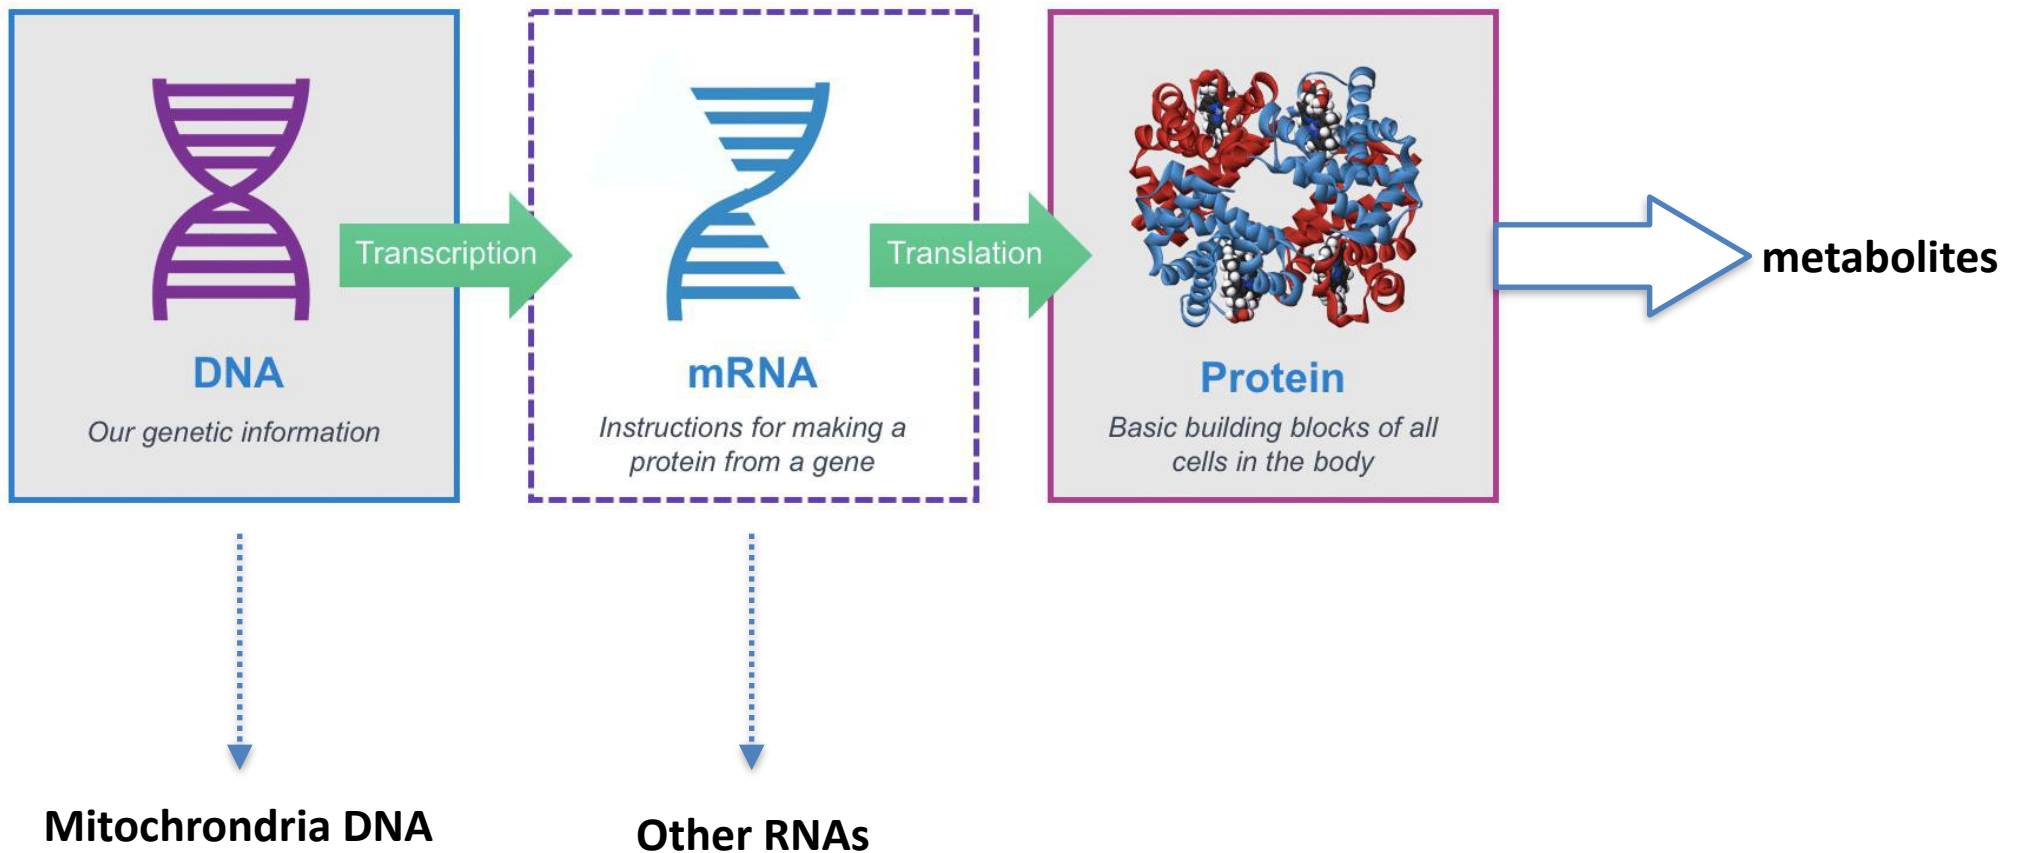 Transcription
Translation
metabolites
DNA
mRNA
Protein
Our genetic information
Instructions for making a
protein from a gene
Basic building blocks of all
cells in the body
Mitochrondria DNA
Other RNAs